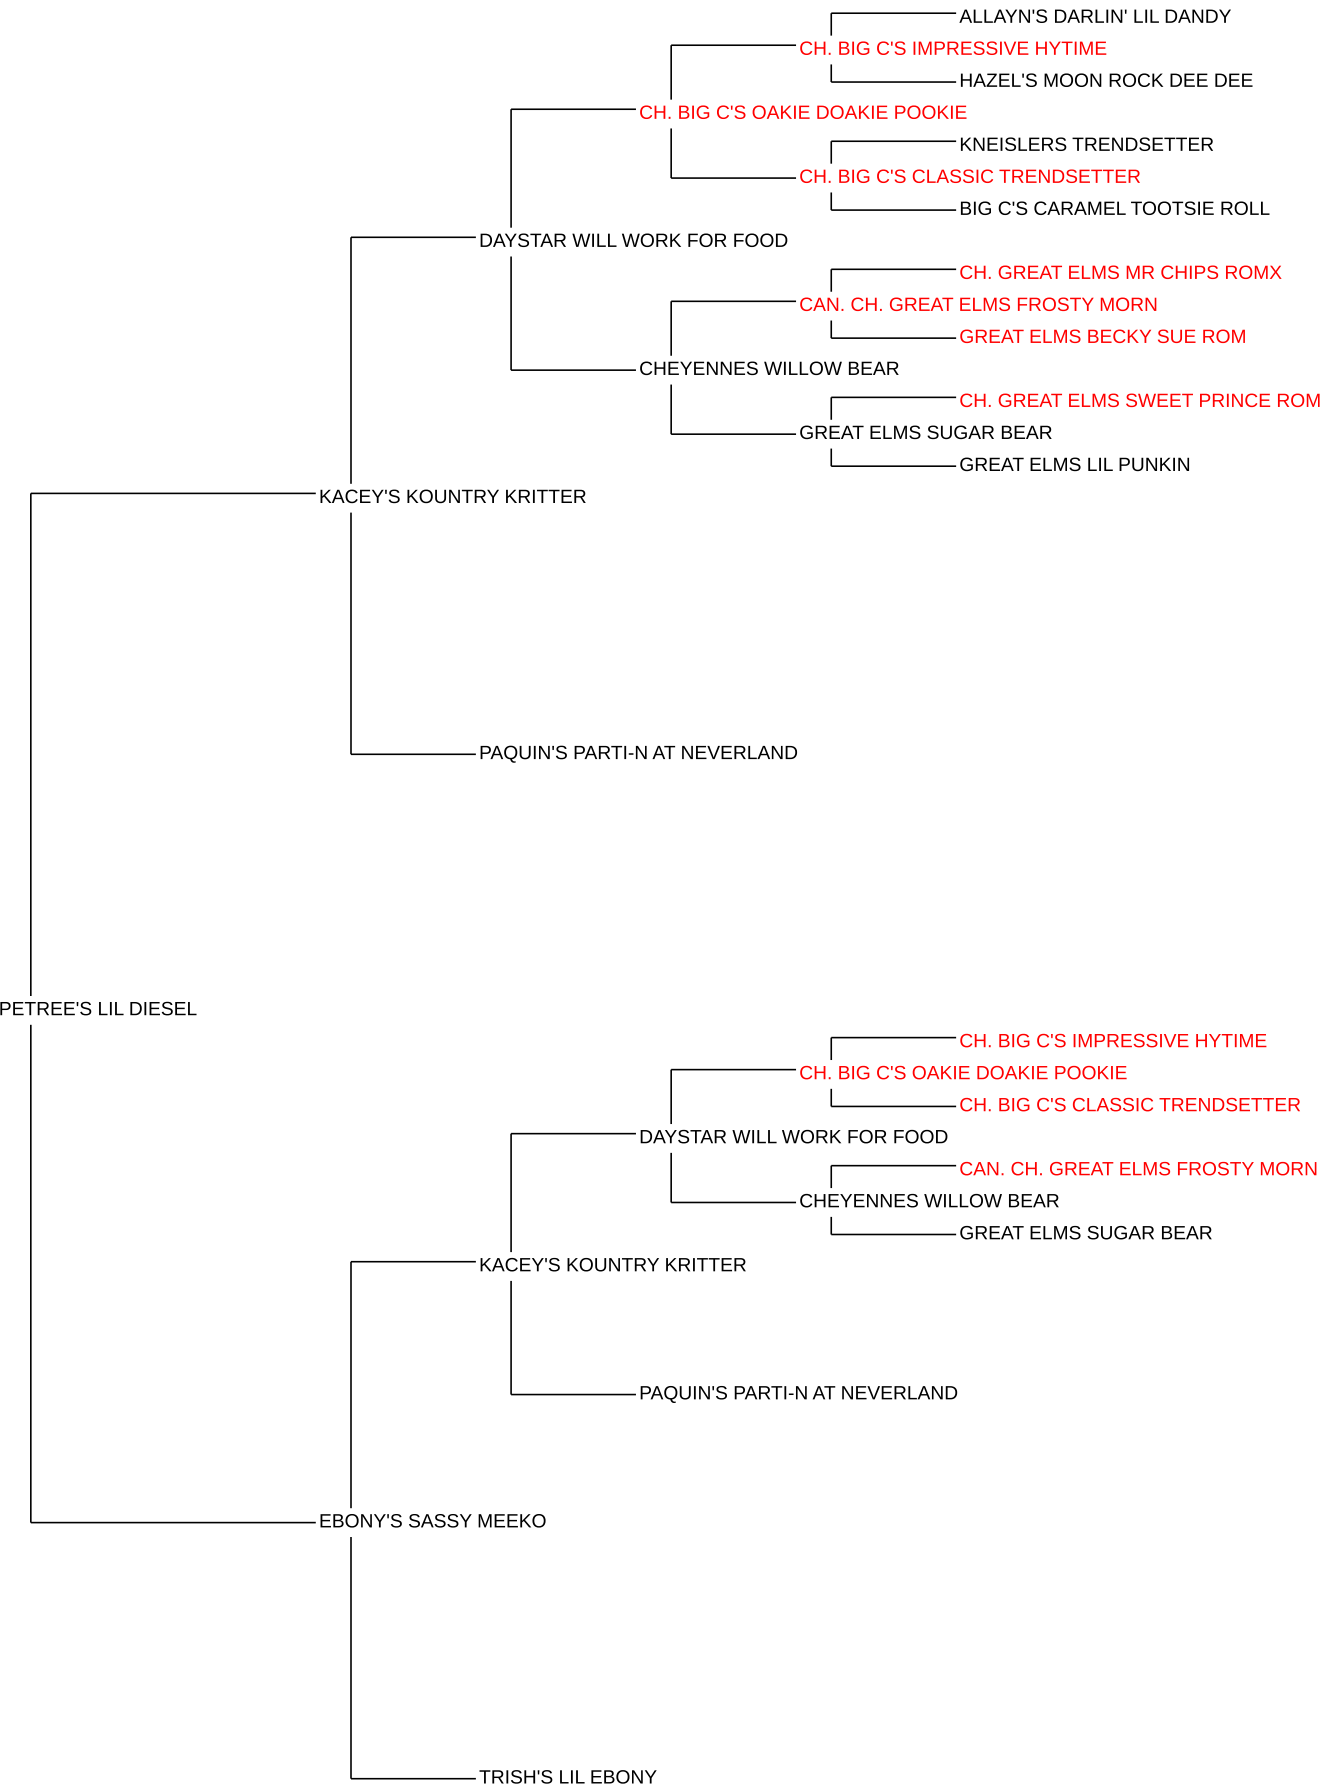 ALLAYN'S DARLIN' LIL DANDY
CH. BIG C'S IMPRESSIVE HYTIME
HAZEL'S MOON ROCK DEE DEE
CH. BIG C'S OAKIE DOAKIE POOKIE
KNEISLERS TRENDSETTER
CH. BIG C'S CLASSIC TRENDSETTER
BIG C'S CARAMEL TOOTSIE ROLL
DAYSTAR WILL WORK FOR FOOD
CH. GREAT ELMS MR CHIPS ROMX
CAN. CH. GREAT ELMS FROSTY MORN
GREAT ELMS BECKY SUE ROM
CHEYENNES WILLOW BEAR
CH. GREAT ELMS SWEET PRINCE ROM
GREAT ELMS SUGAR BEAR
GREAT ELMS LIL PUNKIN
KACEY'S KOUNTRY KRITTER
PAQUIN'S PARTI-N AT NEVERLAND
PETREE'S LIL DIESEL
CH. BIG C'S IMPRESSIVE HYTIME
CH. BIG C'S OAKIE DOAKIE POOKIE
CH. BIG C'S CLASSIC TRENDSETTER
DAYSTAR WILL WORK FOR FOOD
CAN. CH. GREAT ELMS FROSTY MORN
CHEYENNES WILLOW BEAR
GREAT ELMS SUGAR BEAR
KACEY'S KOUNTRY KRITTER
PAQUIN'S PARTI-N AT NEVERLAND
EBONY'S SASSY MEEKO
TRISH'S LIL EBONY